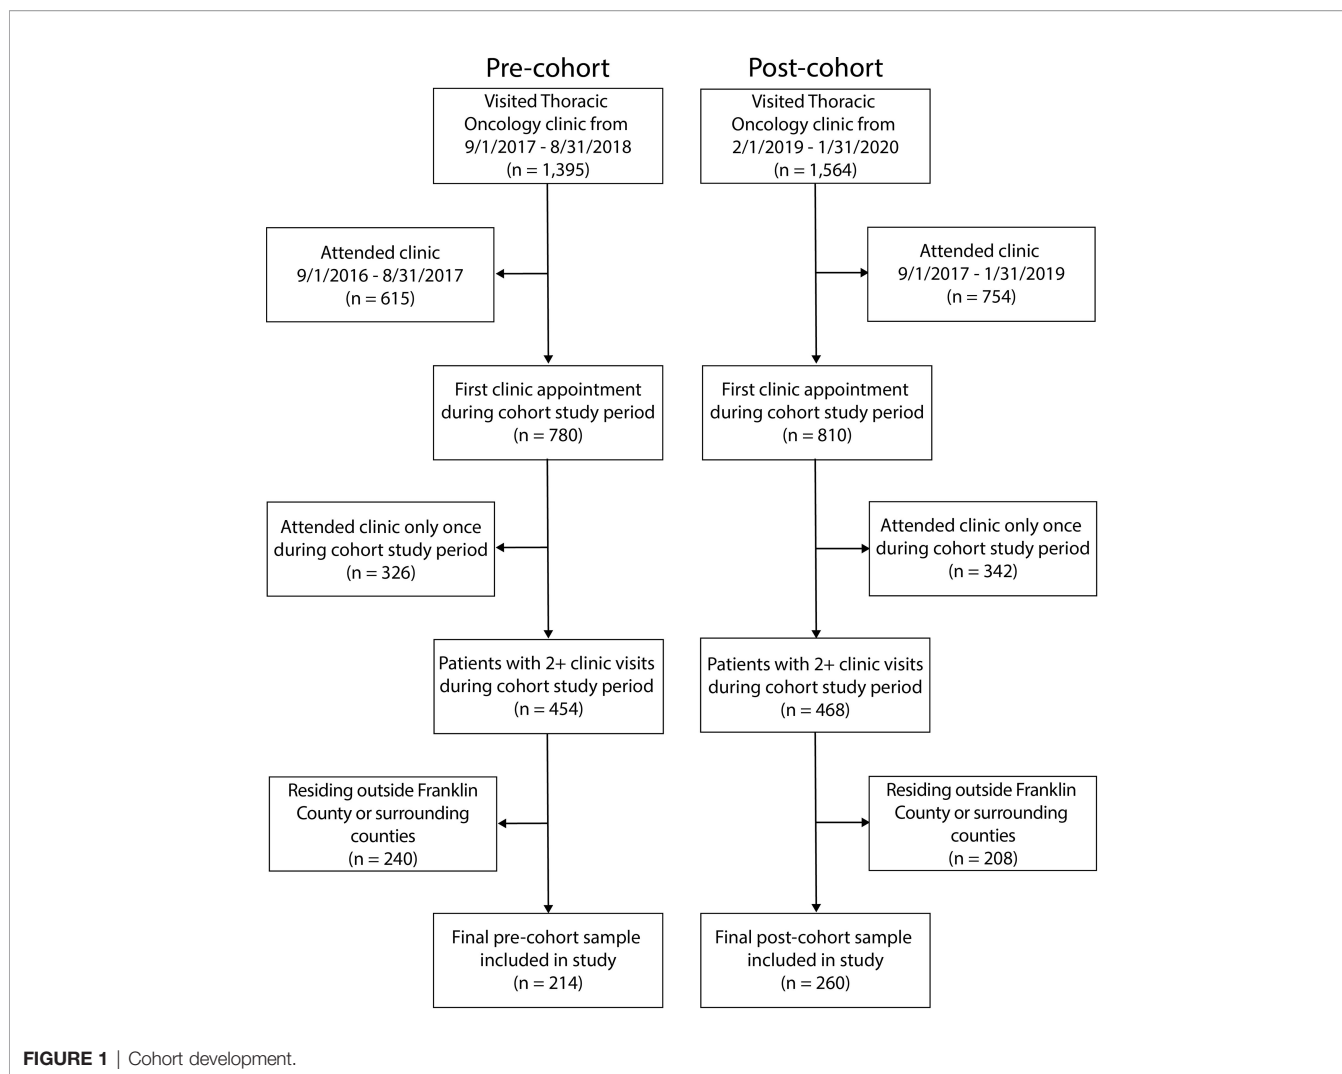 Pre-cohort
Visited Thoracic
Oncology clinic from
9/1/2017 - 8/31/2018
(n = 1,395)
Attended clinic
9/1/2016 - 8/31/2017
(n = 615)
First clinic appointment
during cohort study period
(n = 780)
Attended clinic only once
during cohort study period
(n = 326)
Patients with 2+ clinic visits
during cohort study period
(n = 454)
Residing outside Franklin
County or surrounding
counties
(n = 240)
Final pre-cohort sample
included in study
(n = 214)
Post-cohort
Visited Thoracic
Oncology clinic from
2/1/2019 - 1/31/2020
(n = 1,564)
Attended clinic
9/1/2017 - 1/31/2019
(n = 754)
First clinic appointment
during cohort study period
(n = 810)
Attended clinic only once
during cohort study period
(n = 342)
Patients with 2+ clinic visits
during cohort study period
(n = 468)
Residing outside Franklin
County or surrounding
counties
(n = 208)
Final post-cohort sample
included in study
(n = 260)
FIGURE 1 | Cohort development.